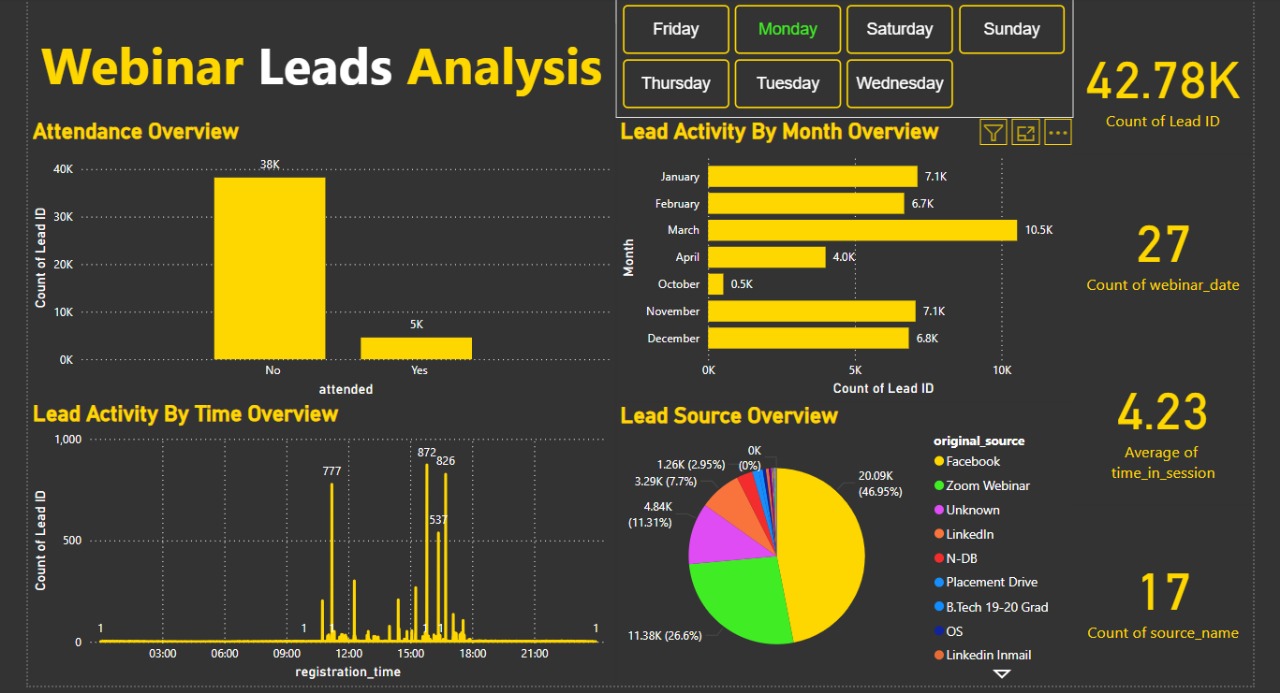 Webinar Leads Analysis
Friday
Monday
Saturday
Sunday
Thursday
Tuesday
Wednesday
42.78K
Count of Lead ID
27
Count of webinar_date
4.23
Average of
time_in_session
17
Count of source_name
Attendance Overview
Count of Lead ID
40K
30K
20K
10K
0K
38K
5K
No
Yes
attended
Lead Activity By Month Overview
Month
January
7.1K
February
6.7K
March
10.5K
April
4.0K
October
0.5K
November
7.1K
December
6.8K
0K
5K
10K
Count of Lead ID
Lead Activity By Time Overview
Count of Lead ID
1,000
500
0
1
1
777
1
872
1
537
1
826
1
03:00
06:00
09:00
12:00
15:00
18:00
21:00
registration_time
Lead Source Overview
0K
(0%)
1.26K (2.95%)
3.29K (7.7%)
4.84K
(11.31%)
11.38K (26.6%)
20.09K
(46.95%)
original_source
Facebook
Zoom Webinar
Unknown
LinkedIn
N-DB
Placement Drive
B.Tech 19-20 Grad
OS
Linkedin Inmail